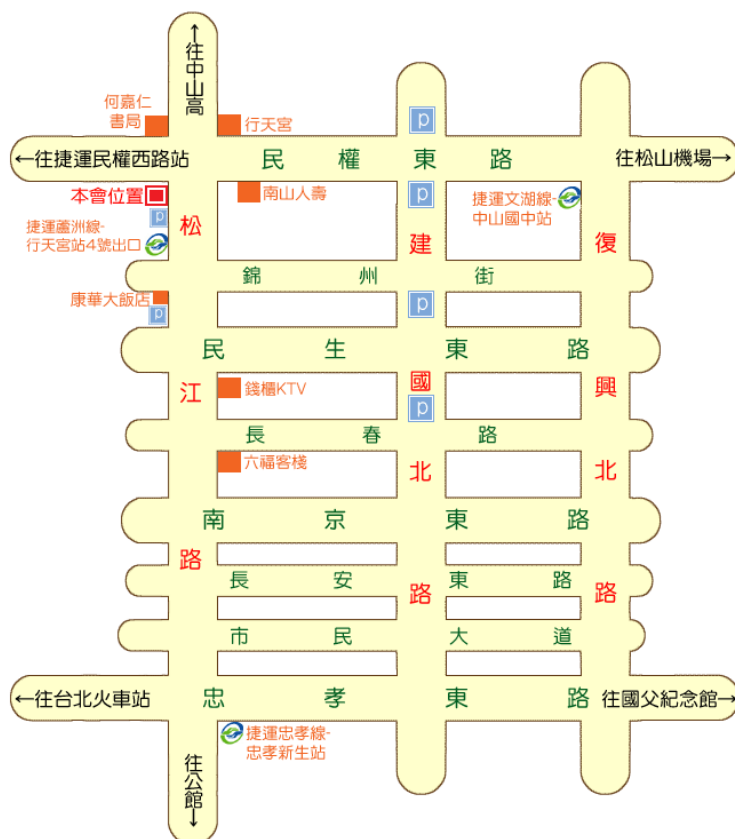 ←往中山高
何嘉仁
書局
行天宮
P
←往捷運民權西路站
民權東路
往松山機場→
本會位置
P
捷運蘆洲線-
行天宮站4號出口
南山人壽
P
捷運文湖線-
中山國中站
松江路
建國北路
復興北路
錦州街
康華大飯店
P
P
民生東路
錢櫃KTV
P
長春路
六福客棧
南京東路
長安東路
市民大道
←往台北火車站
忠孝東路
往國父紀念館→
捷運忠孝線-
忠孝新生站
往公館→